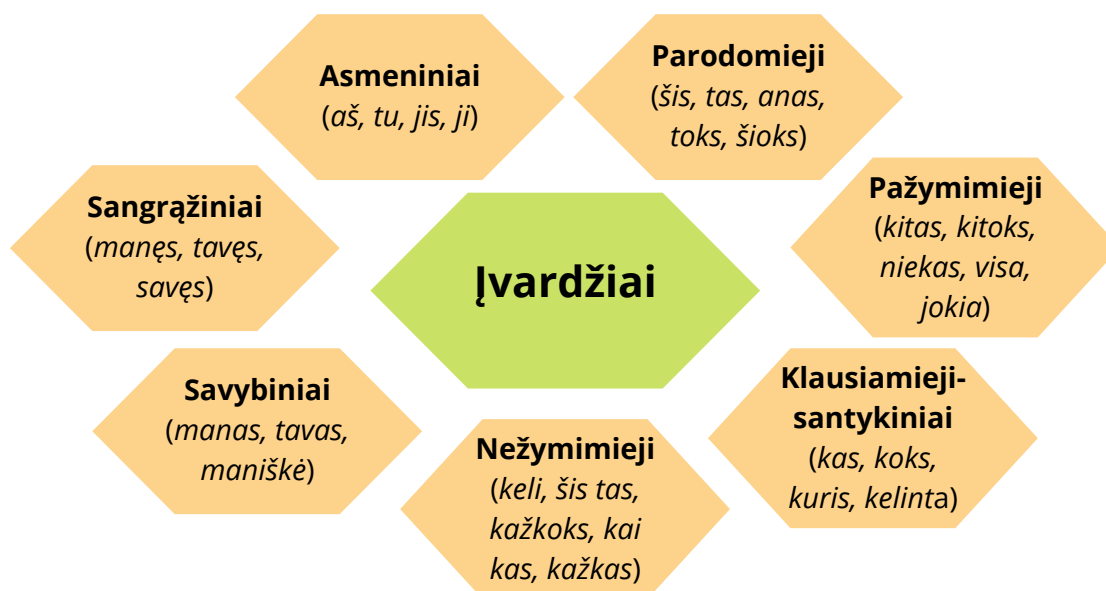 Asmeniniai
(aš, tu, jis, ji)
Parodomieji
(šis, tas, anas,
toks, šioks)
Sangrąžiniai
(manęs, tavęs,
savęs)
Įvardžiai
Pažymimieji
(kitas, kitoks,
niekas, visa,
jokia)
Savybiniai
(manas, tavas,
maniškė)
Nežymimieji
(keli, šis tas,
kažkoks, kai
kas, kažkas)
Klausiamieji-
santykiniai
(kas, koks,
kuris, kelinta)